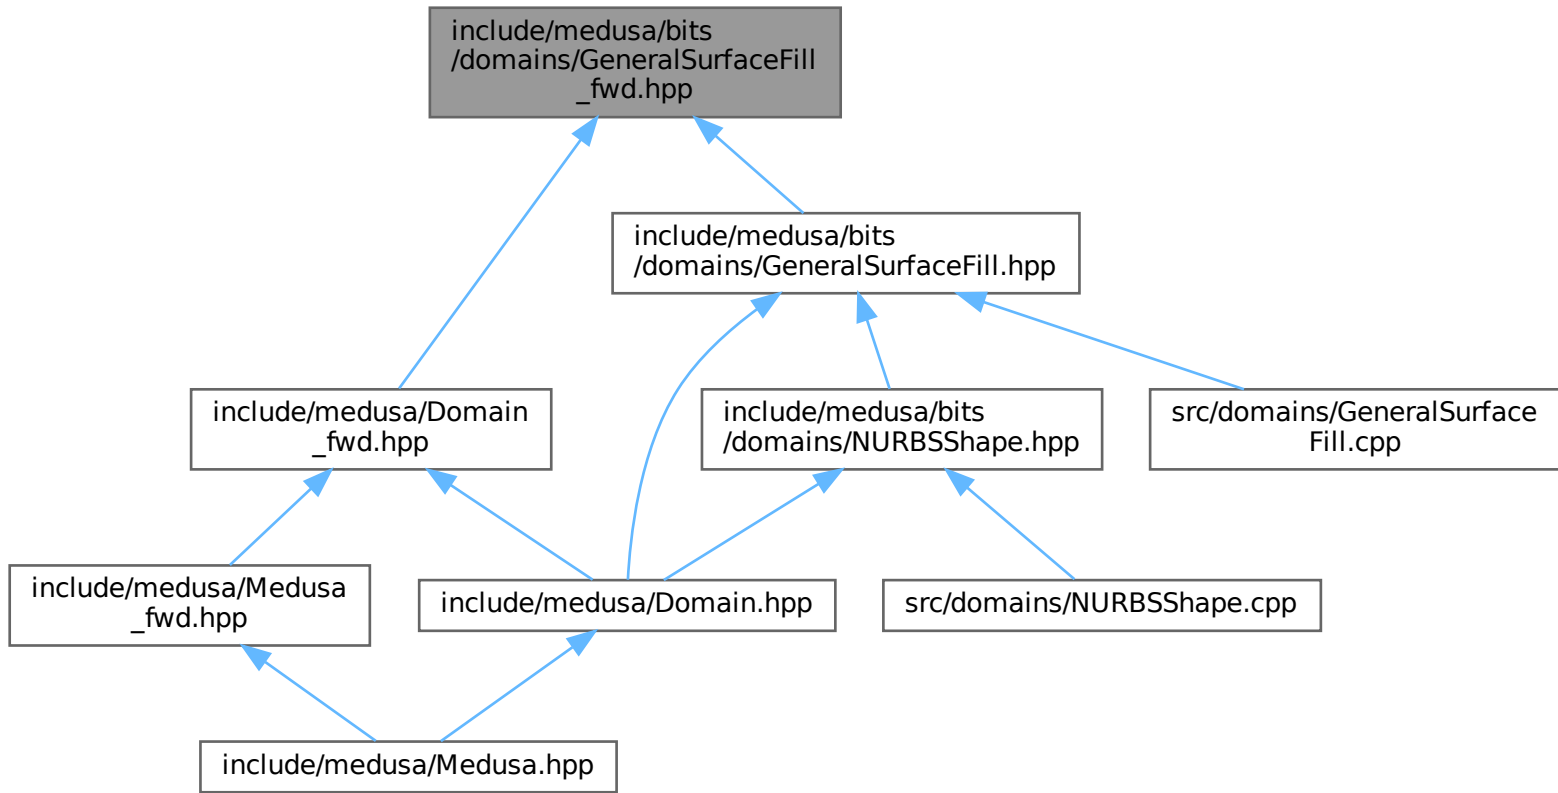 include/medusa/bits
/domains/GeneralSurfaceFill
_fwd.hpp
include/medusa/bits
/domains/GeneralSurfaceFill.hpp
include/medusa/Domain
_fwd.hpp
include/medusa/bits
/domains/NURBSShape.hpp
src/domains/GeneralSurface
Fill.cpp
include/medusa/Medusa
_fwd.hpp
include/medusa/Domain.hpp
src/domains/NURBSShape.cpp
include/medusa/Medusa.hpp